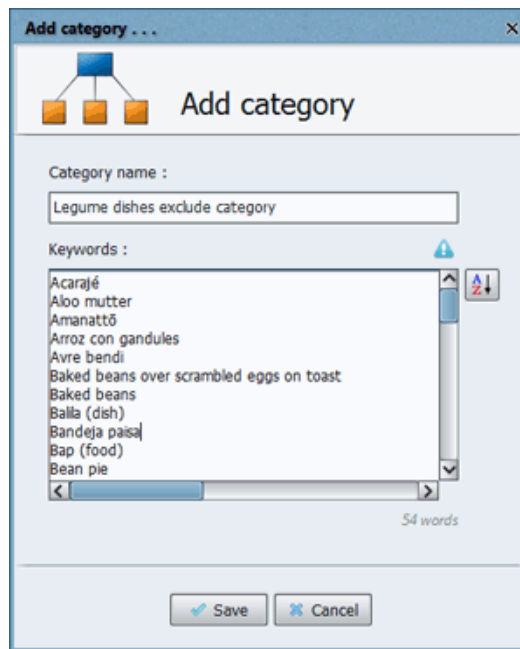 Add category . . .
Add category
Category name :
Legume dishes exclude category
Keywords :
A
Z
Acarajé
Aloo mutter
Amanattō
Arroz con gandules
Avre bendi
Baked beans over scrambled eggs on toast
Baked beans
Balila (dish)
Bandeja paisa
Bap (food)
Bean pie
54 words
Save
Cancel